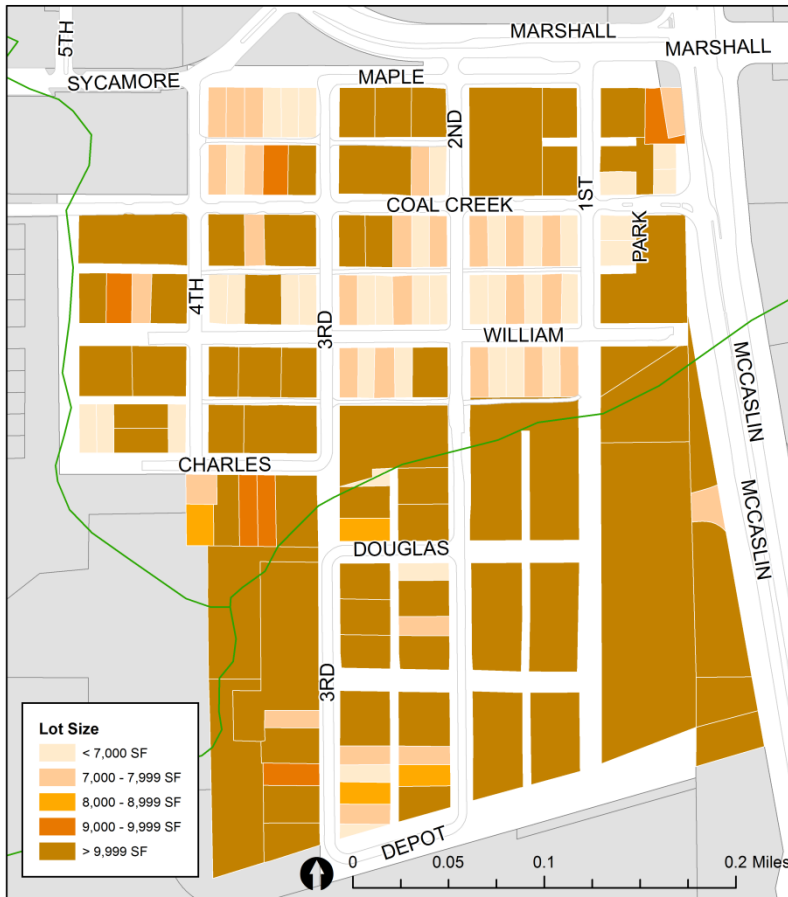 5TH
MARSHALL
MARSHALL
SYCAMORE
MAPLE
2ND
COAL CREEK
1ST
PARK
4TH
3RD
WILLIAM
MCCASLIN
CHARLES
MCCASLIN
DOUGLAS
3RD
Lot Size
< 7,000 SF
7,000 - 7,999 SF
8,000 - 8,999 SF
9,000 - 9,999 SF
> 9,999 SF
DEPOT
0 0.05 0.1 0.2 Miles